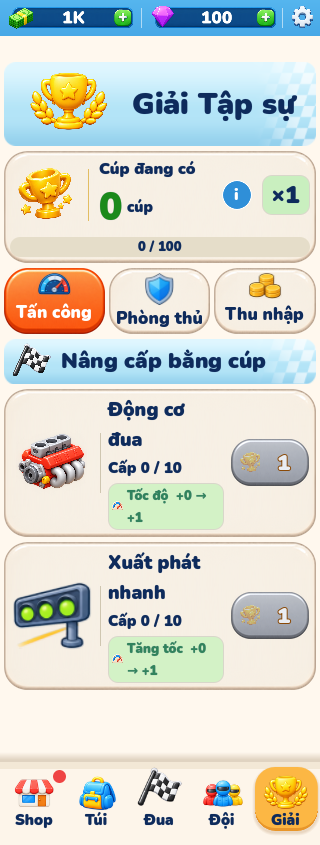 1K
100
Giải Tập sự
Cúp đang có
0 cúp
i
×1
0 / 100
Tấn công
Phòng thủ
Thu nhập
Nâng cấp bằng cúp
Động cơ
đua
Cấp 0 / 10
Tốc độ +0 →
+1
1
Xuất phát
nhanh
Cấp 0 / 10
Tăng tốc +0
→ +1
1
Shop
Túi
Đua
Đội
Giải